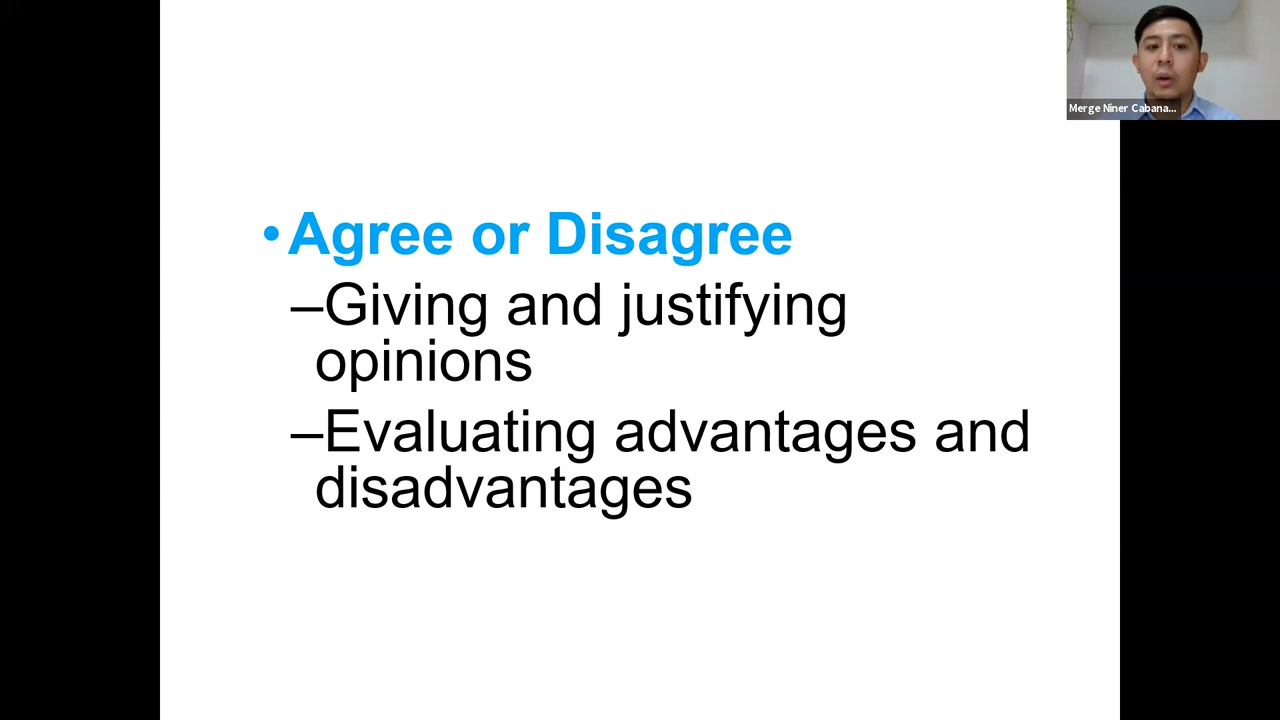 Merge Niner Cabana...
•Agree or Disagree
–Giving and justifying
opinions
–Evaluating advantages and
disadvantages